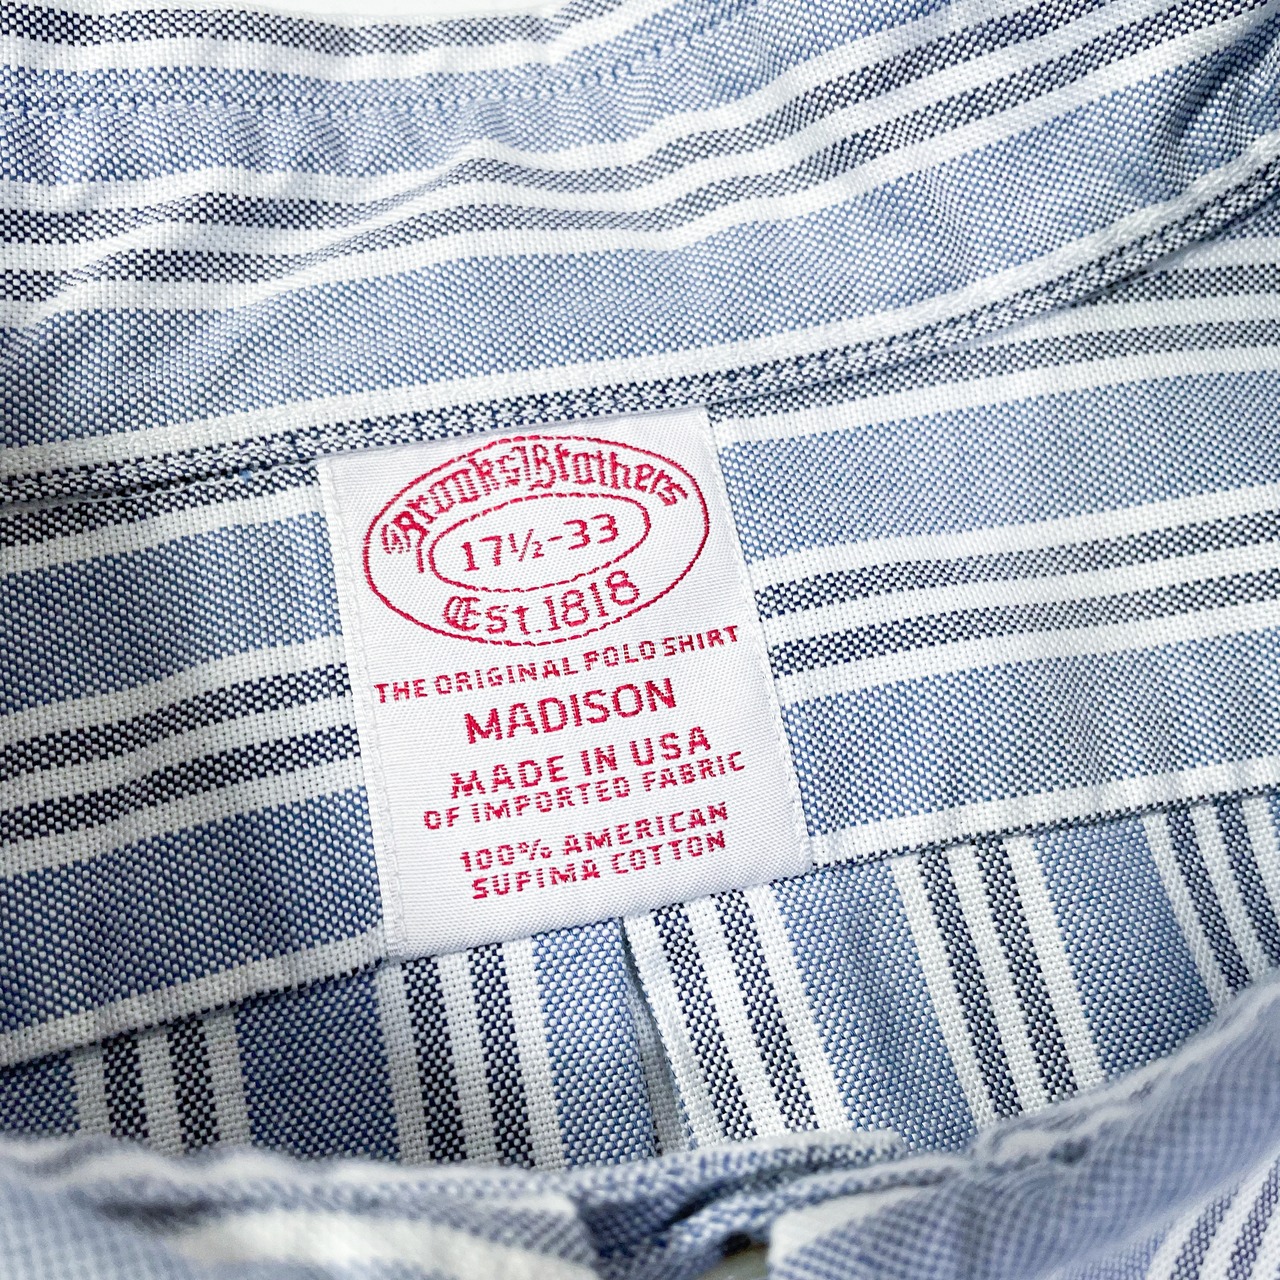 Brooks Brothers
17½-33
Est.1818
THE ORIGINAL POLO SHIRT
MADISON
MADE IN USA
OF IMPORTED FABRIC
100% AMERICAN
SUPIMA COTTON